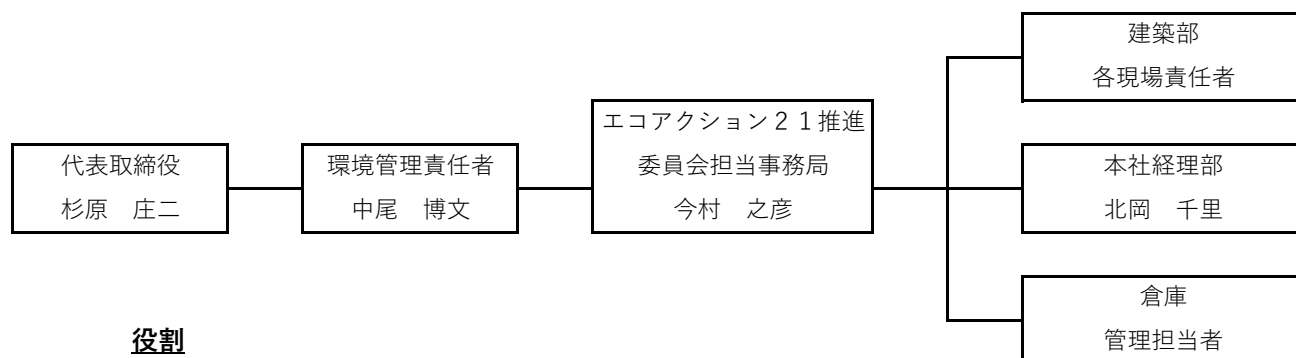 代表取締役
杉原　庄二
環境管理責任者
中尾　博文
エコアクション２１推進
委員会担当事務局
今村　之彦
建築部
各現場責任者
本社経理部
北岡　千里
倉庫
管理担当者
役割